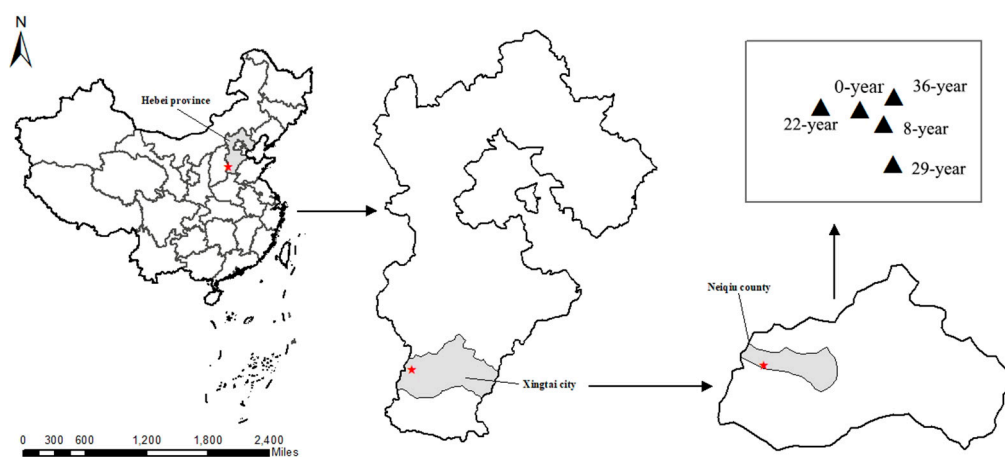 N
Hebei province
0-year
36-year
22-year
8-year
29-year
Neiqiu county
Xingtai city
0 300 600 1,200 1,800 2,400
Miles